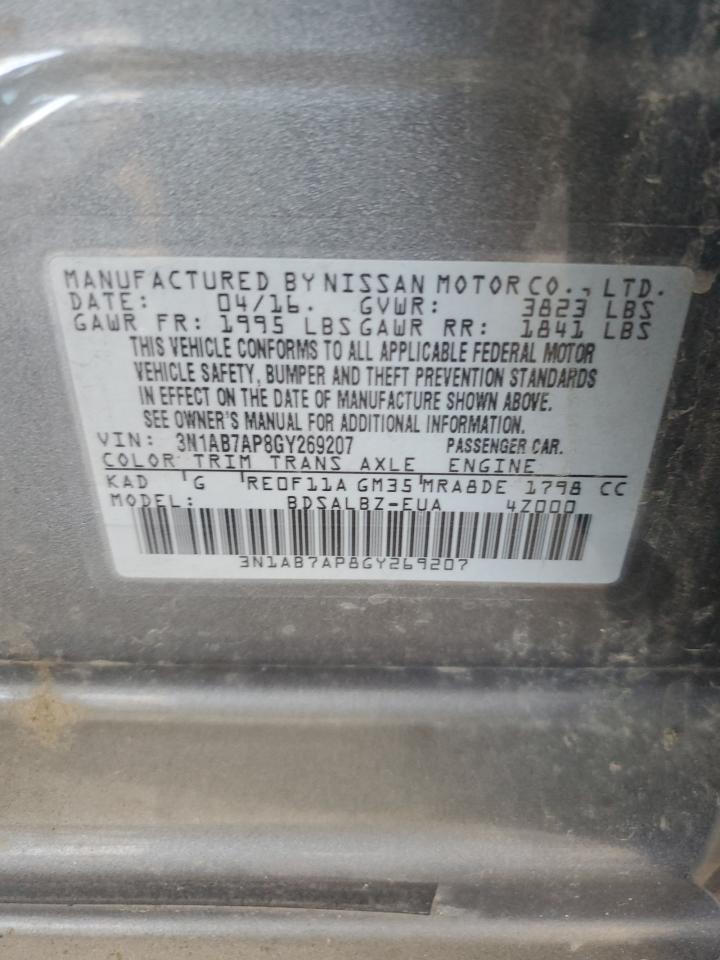 MANUFACTURED BY NISSAN MOTOR CO., LTD.
DATE: 04/16. GVWR: 3823 LBS
GAWR FR: 1995 LBS GAWR RR: 1841 LBS
THIS VEHICLE CONFORMS TO ALL APPLICABLE FEDERAL MOTOR
VEHICLE SAFETY, BUMPER AND THEFT PREVENTION STANDARDS
IN EFFECT ON THE DATE OF MANUFACTURE SHOWN ABOVE.
SEE OWNER'S MANUAL FOR ADDITIONAL INFORMATION.
VIN: 3N1AB7AP8GY269207 PASSENGER CAR.
COLOR TRIM TRANS AXLE ENGINE
KAD G RE0F11A GM35 MRA8DE 1798 CC
MODEL: BDSALBZ-EUA 4Z000
3N1AB7AP8GY269207